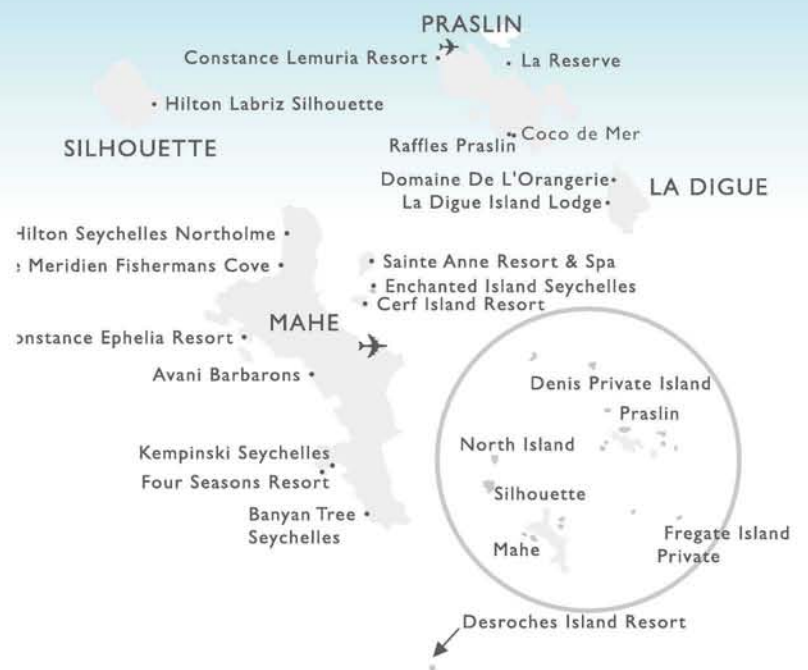 PRASLIN
Constance Lemuria Resort
La Reserve
Hilton Labriz Silhouette
SILHOUETTE
Coco de Mer
Raffles Praslin
Domaine De L'Orangerie
LA DIGUE
La Digue Island Lodge
Hilton Seychelles Northolme
Meridien Fishermans Cove
Sainte Anne Resort & Spa
Enchanted Island Seychelles
Cerf Island Resort
MAHE
onstance Ephelia Resort
Avani Barbarons
Denis Private Island
Praslin
North Island
Kempinski Seychelles
Four Seasons Resort
Silhouette
Banyan Tree
Seychelles
Mahe
Fregate Island
Private
Desroches Island Resort